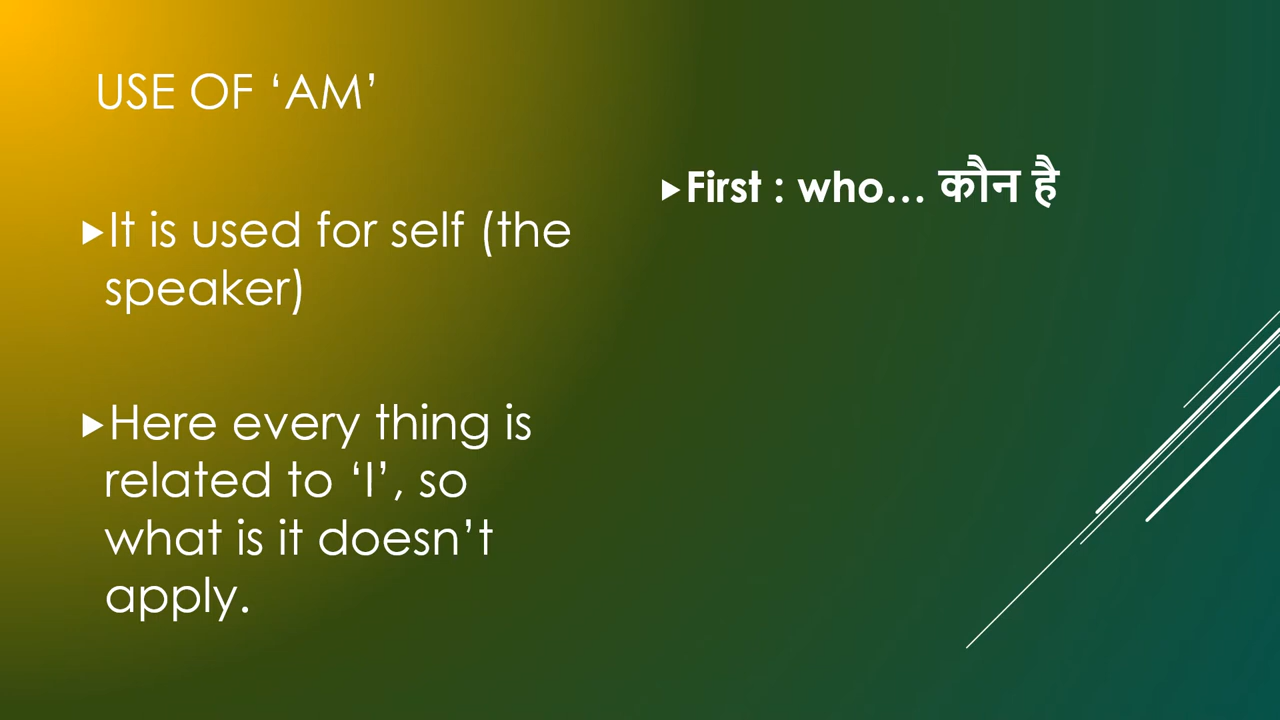 USE OF ‘AM’
▶It is used for self (the
speaker)
▶Here every thing is
related to ‘I’, so
what is it doesn’t
apply.
▶First : who... कौन है